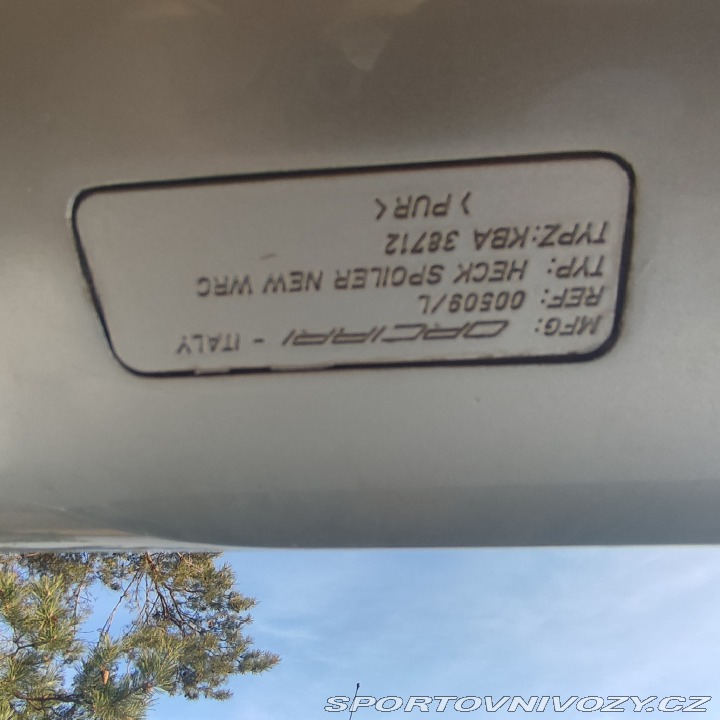 MFG: ORCIARI - ITALY
REF: 00509/L
TYP: HECK SPOILER NEW WRC
TYPZ:KBA 38712
>PUR<
SPORTOVNIVOZY.CZ